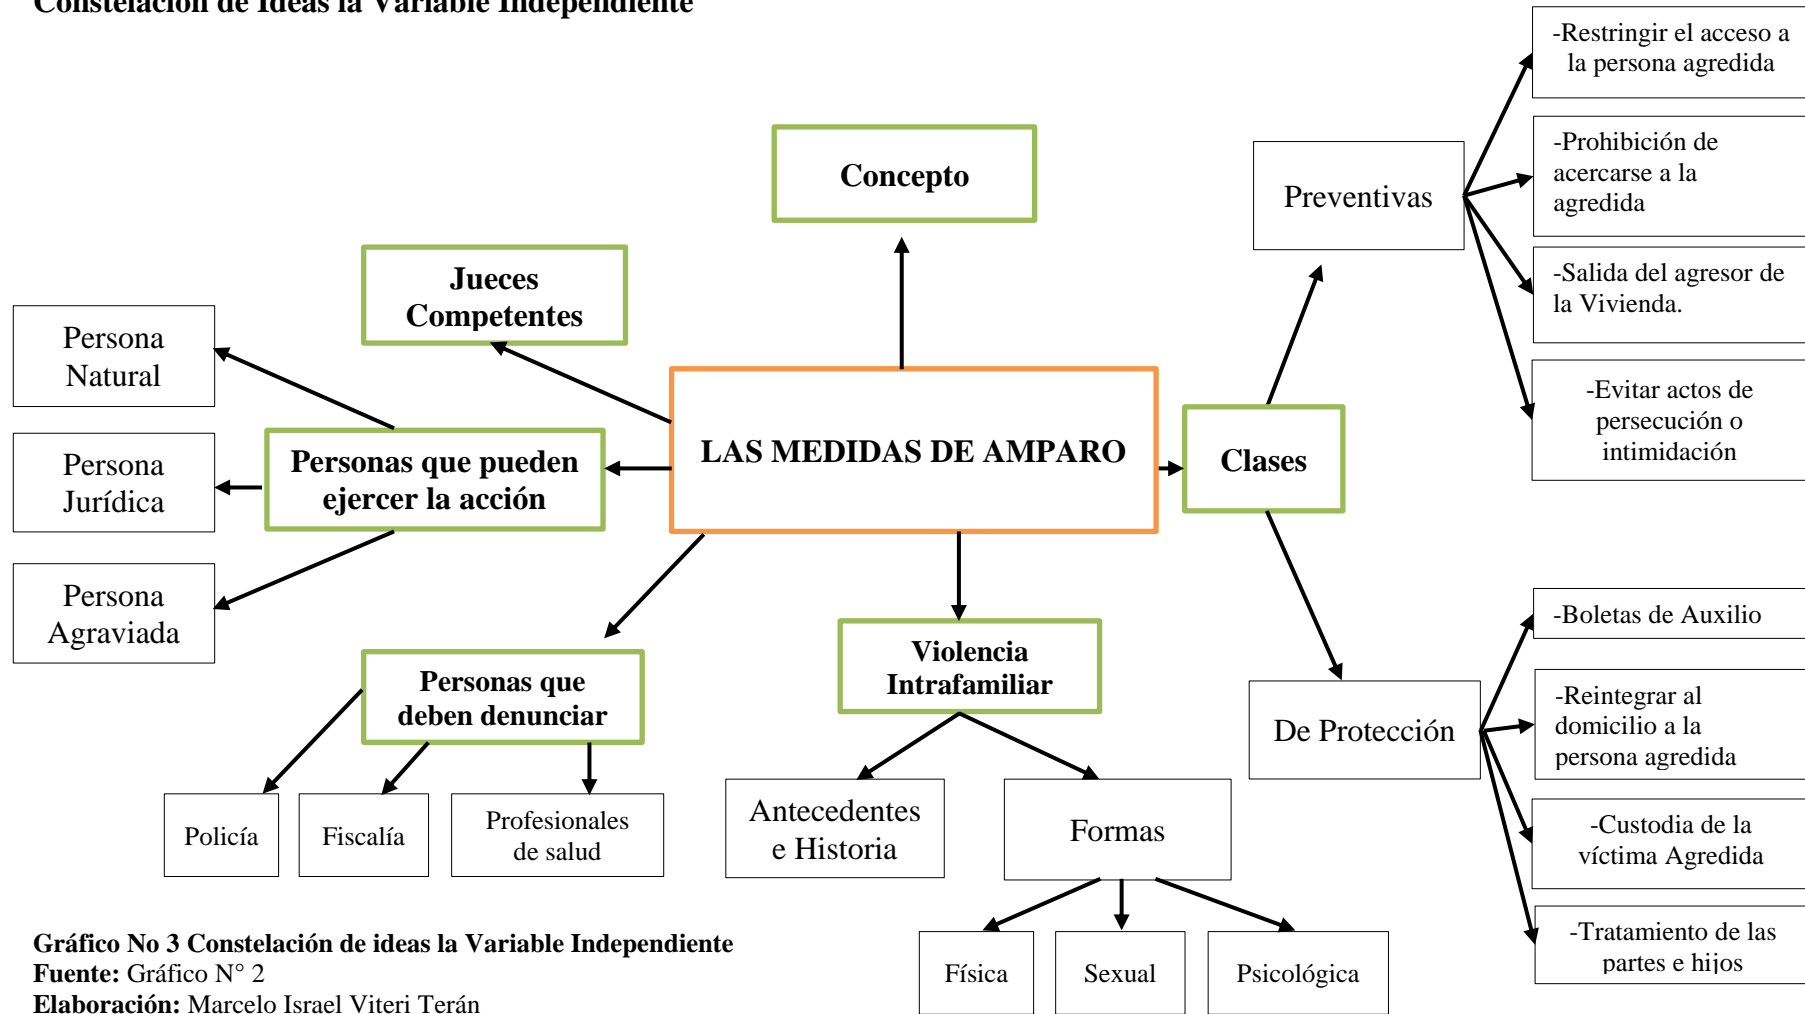 Constelación de Ideas la Variable Independiente
Concepto
Jueces
Competentes
Persona
Natural
Persona
Jurídica
Persona
Agraviada
Personas que pueden
ejercer la acción
LAS MEDIDAS DE AMPARO
Clases
Preventivas
-Restringir el acceso a
la persona agredida
-Prohibición de
acercarse a la
agredida
-Salida del agresor de
la Vivienda.
-Evitar actos de
persecución o
intimidación
De Protección
-Boletas de Auxilio
-Reintegrar al
domicilio a la
persona agredida
-Custodia de la
víctima Agredida
-Tratamiento de las
partes e hijos
Personas que
deben denunciar
Policía
Fiscalía
Profesionales
de salud
Violencia
Intrafamiliar
Antecedentes
e Historia
Formas
Física
Sexual
Psicológica
Gráfico No 3 Constelación de ideas la Variable Independiente
Fuente: Gráfico N° 2
Elaboración: Marcelo Israel Viteri Terán